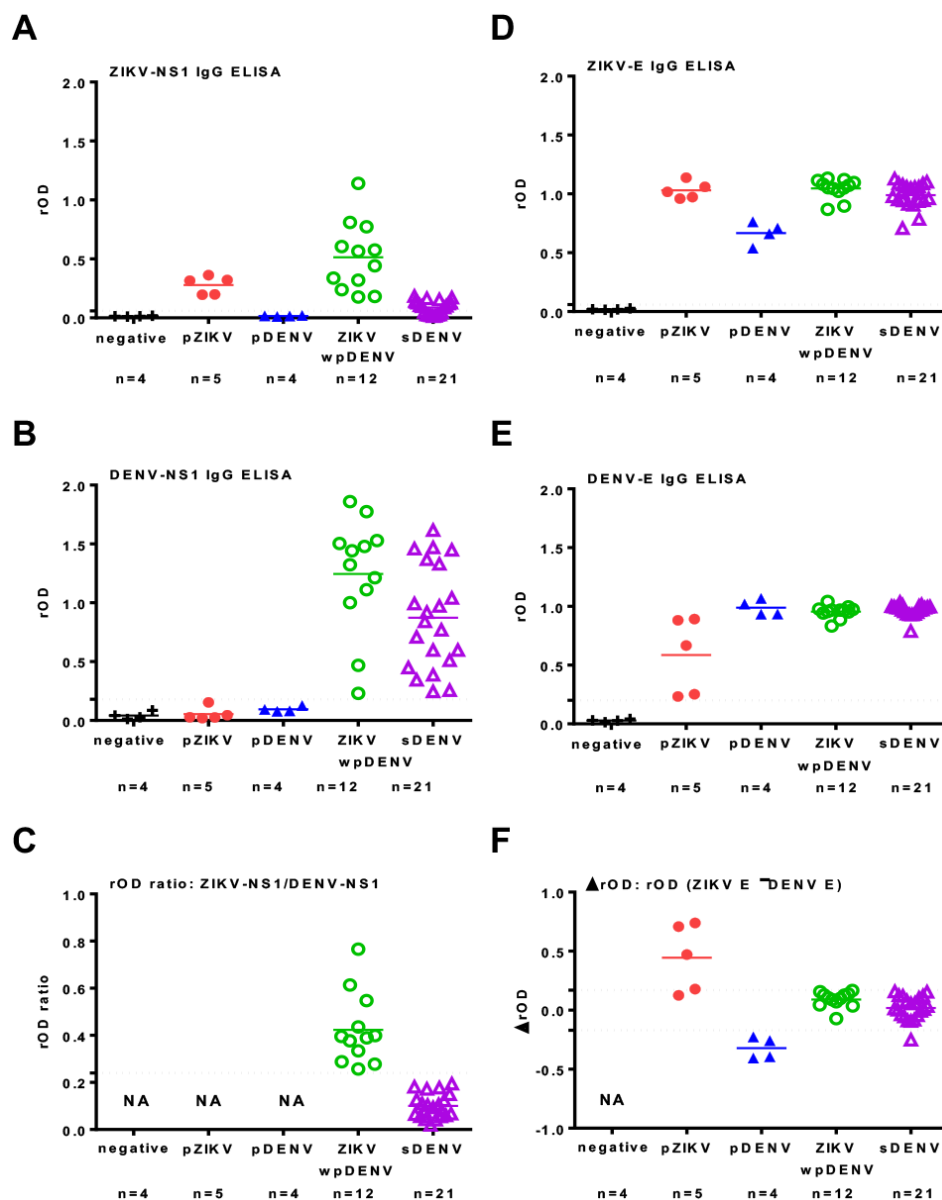 A
ZIKV-NS1 IgG ELISA
2.0
1.5
1.0
0.5
0.0
rOD
negative pZIKV pDENV ZIKV sDENV
wpDENV
n=4 n=5 n=4 n=12 n=21
D
ZIKV-E IgG ELISA
2.0
1.5
1.0
0.5
0.0
rOD
negative pZIKV pDENV ZIKV sDENV
wpDENV
n=4 n=5 n=4 n=12 n=21
B
DENV-NS1 IgG ELISA
2.0
1.5
1.0
0.5
0.0
rOD
negative pZIKV pDENV ZIKV sDENV
wpDENV
n=4 n=5 n=4 n=12 n=21
E
DENV-E IgG ELISA
2.0
1.5
1.0
0.5
0.0
rOD
negative pZIKV pDENV ZIKV sDENV
wpDENV
n=4 n=5 n=4 n=12 n=21
C
rOD ratio: ZIKV-NS1/DENV-NS1
1.0
0.8
0.6
0.4
0.2
0.0
rOD ratio
NA NA NA
negative pZIKV pDENV ZIKV sDENV
wpDENV
n=4 n=5 n=4 n=12 n=21
F
▲rOD: rOD (ZIKV E ‾DENV E)
1.0
0.5
0.0
-0.5
-1.0
▲rOD
NA
negative pZIKV pDENV ZIKV sDENV
wpDENV
n=4 n=5 n=4 n=12 n=21